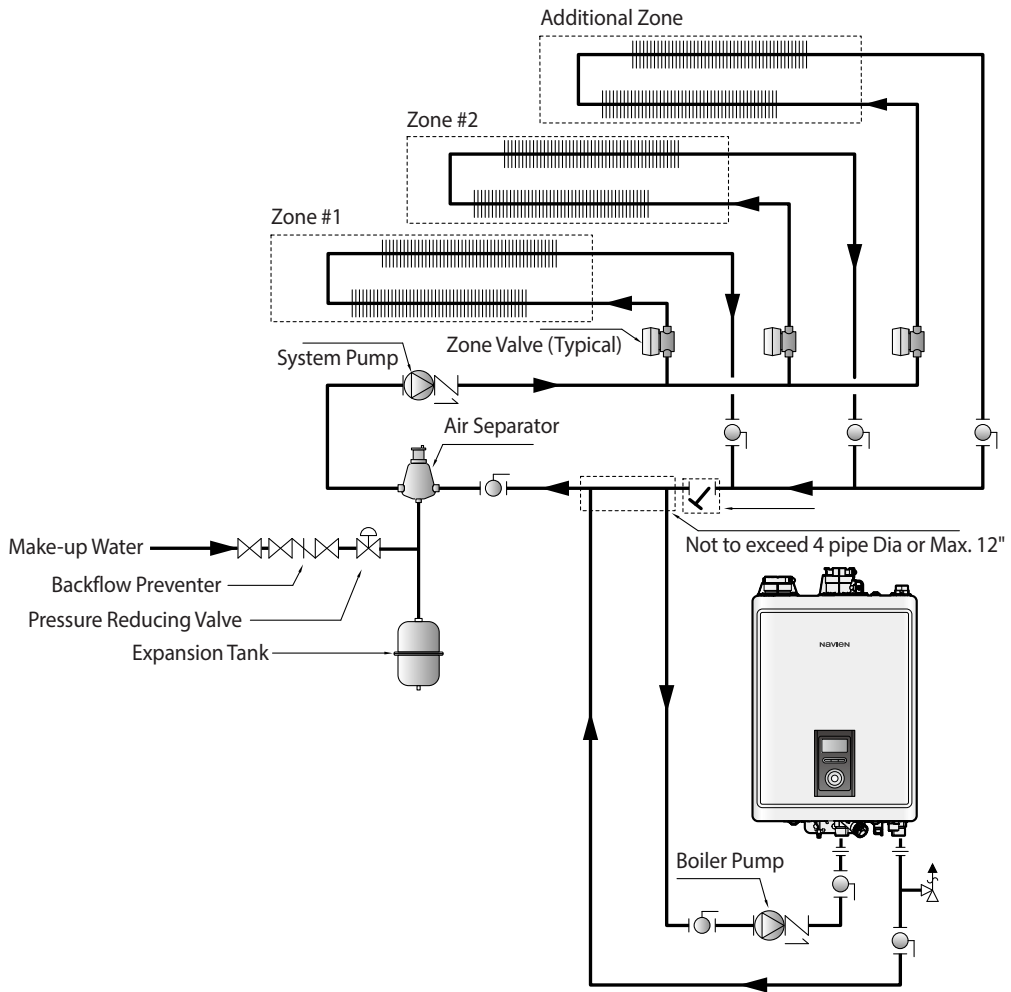 Additional Zone
Zone #2
Zone #1
Zone Valve (Typical)
System Pump
Air Separator
Make-up Water
Not to exceed 4 pipe Dia or Max. 12"
Backflow Preventer
Pressure Reducing Valve
Expansion Tank
NAVIEN
Boiler Pump